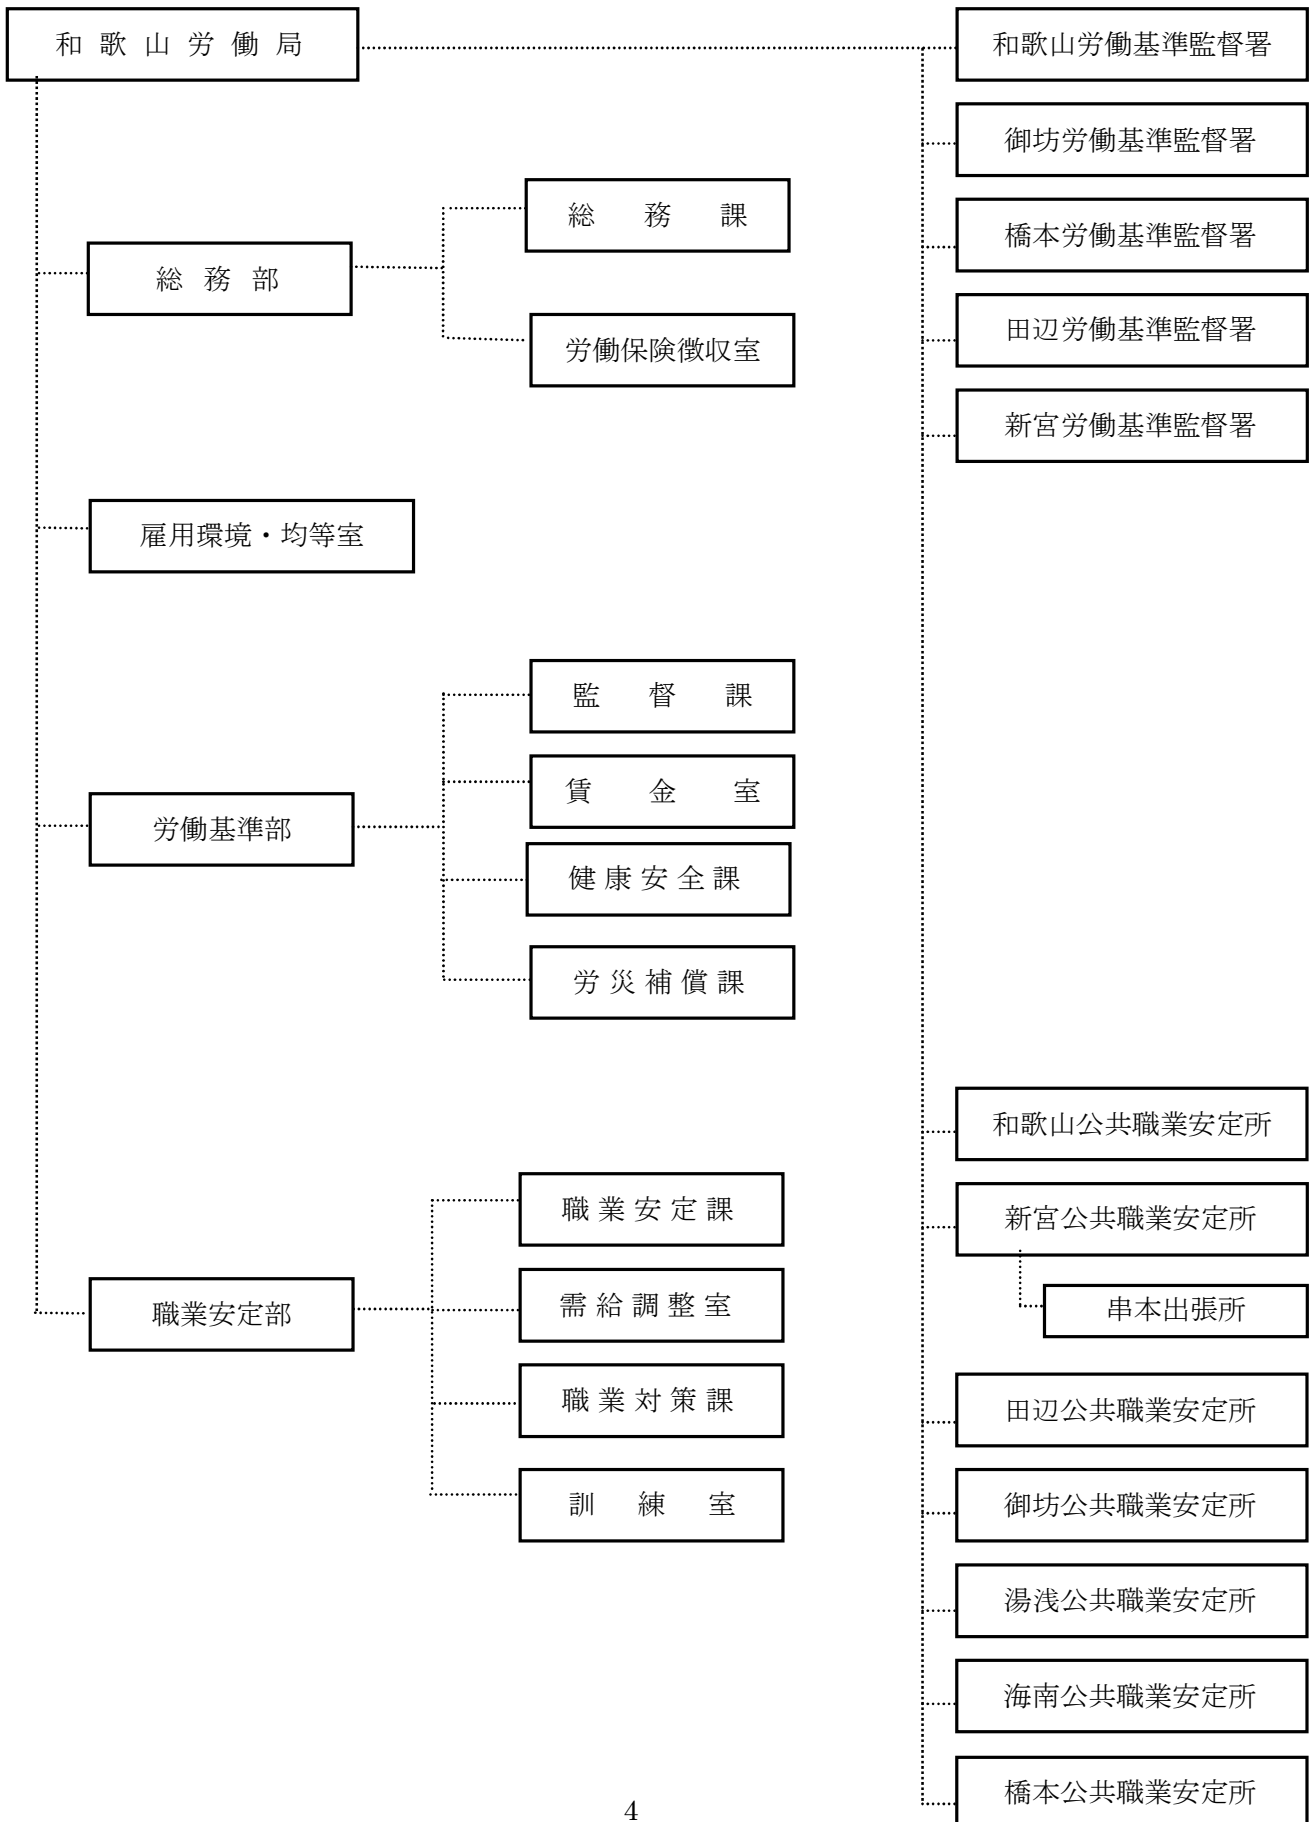 和歌山労働局
総務部
総務課
労働保険徴収室
雇用環境・均等室
労働基準部
監督課
賃金室
健康安全課
労災補償課
職業安定部
職業安定課
需給調整室
職業対策課
訓練室
和歌山労働基準監督署
御坊労働基準監督署
橋本労働基準監督署
田辺労働基準監督署
新宮労働基準監督署
和歌山公共職業安定所
新宮公共職業安定所
串本出張所
田辺公共職業安定所
御坊公共職業安定所
湯浅公共職業安定所
海南公共職業安定所
橋本公共職業安定所
4